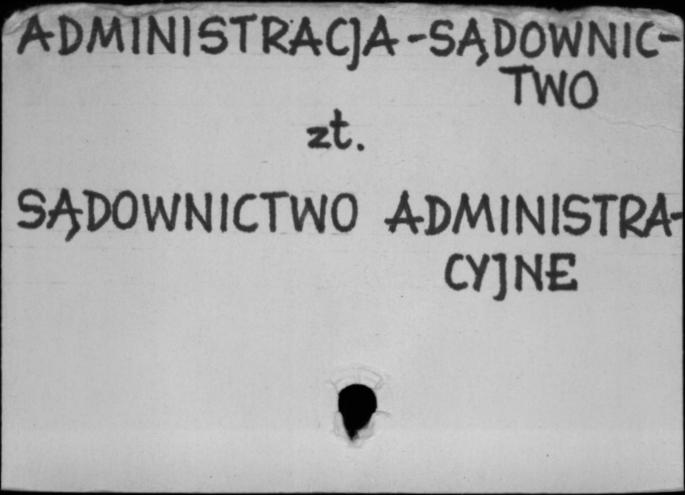 ADMINISTRACJA-SĄDOWNIC-
TWO
zt.
SĄDOWNICTWO ADMINISTRA-
CYJNE